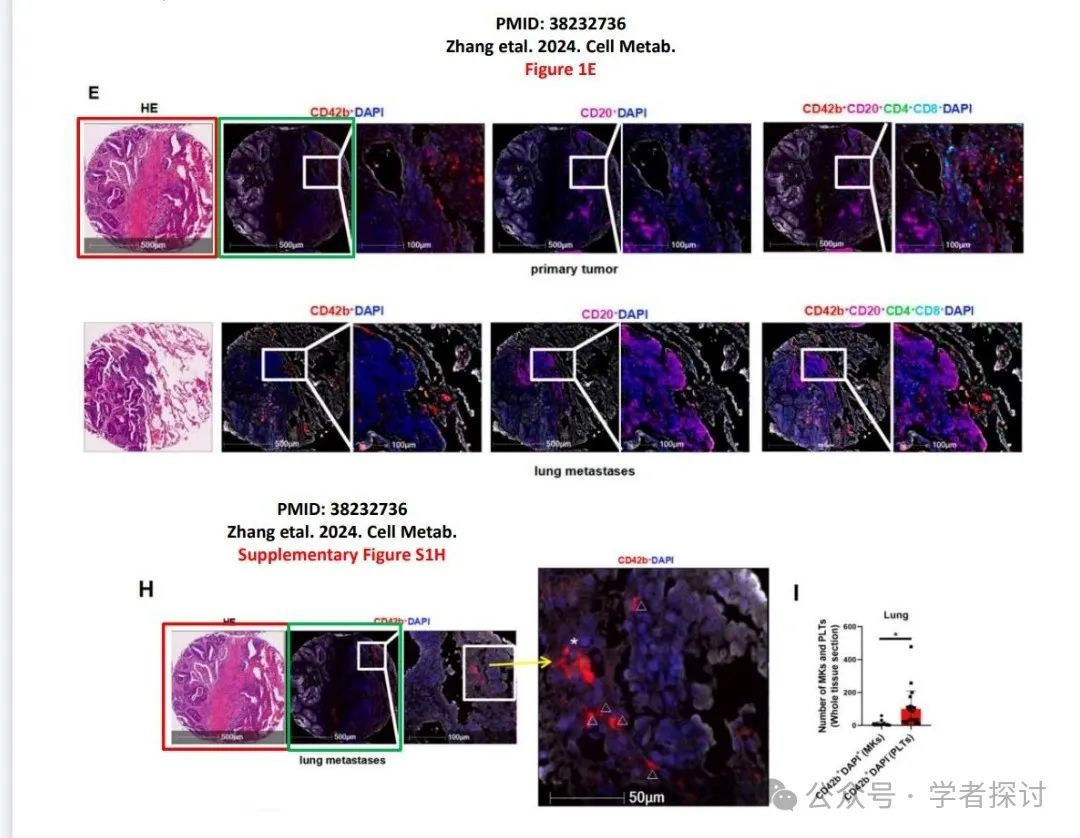 PMID: 38232736
Zhang etal. 2024. Cell Metab.
Figure 1E
E
HE
CD42b⁺DAPI
CD20⁺DAPI
CD42b⁺CD20⁺CD4⁺CD8⁺DAPI
500μm
500μm
100μm
500μm
100μm
500μm
100μm
primary tumor
CD42b⁺DAPI
CD20⁺DAPI
CD42b⁺CD20⁺CD4⁺CD8⁺DAPI
500μm
100μm
500μm
100μm
500μm
100μm
lung metastases
PMID: 38232736
Zhang etal. 2024. Cell Metab.
Supplementary Figure S1H
H
HE
CD42b⁺DAPI
500μm
500μm
100μm
lung metastases
CD42b⁺DAPI
*
50μm
I
Lung
Number of MKs and PLTs
(Whole tissue section)
600
400
200
0
*
CD42b⁺DAPI⁺(MKs)
CD42b⁺DAPI⁻(PLTs)
公众号 · 学者探讨